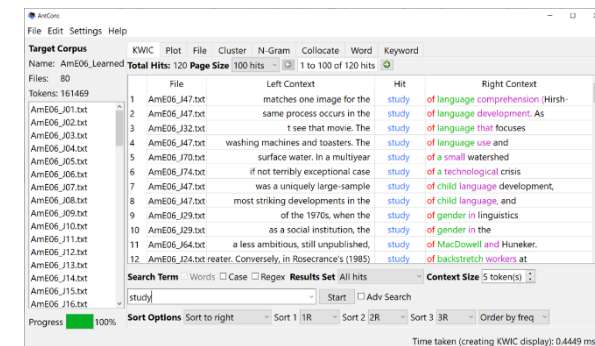 AntConc
File Edit Settings Help
Target Corpus
Name: AmE06_Learned
Files: 80
Tokens: 161469
AmE06_J01.txt
AmE06_J02.txt
AmE06_J03.txt
AmE06_J04.txt
AmE06_J05.txt
AmE06_J06.txt
AmE06_J07.txt
AmE06_J08.txt
AmE06_J09.txt
AmE06_J10.txt
AmE06_J11.txt
AmE06_J12.txt
AmE06_J13.txt
AmE06_J14.txt
AmE06_J15.txt
AmE06_J16.txt
Progress 100%
KWIC Plot File Cluster N-Gram Collocate Word Keyword
Total Hits: 120 Page Size 100 hits 1 to 100 of 120 hits
File Left Context Hit Right Context
1 AmE06_J47.txt matches one image for the study of language comprehension (Hirsh-
2 AmE06_J47.txt same process occurs in the study of language development. As
3 AmE06_J32.txt t see that movie. The study of language that focuses
4 AmE06_J47.txt washing machines and toasters. The study of language use and
5 AmE06_J70.txt surface water. In a multiyear study of a small watershed
6 AmE06_J74.txt if not terribly exceptional case study of a technological crisis
7 AmE06_J47.txt was a uniquely large-sample study of child language development,
8 AmE06_J47.txt most striking developments in the study of child language, and
9 AmE06_J29.txt of the 1970s, when the study of gender in linguistics
10 AmE06_J29.txt as a social institution, the study of gender in the
11 AmE06_J64.txt a less ambitious, still unpublished, study of MacDowell and Huneker.
12 AmE06_J24.txt reater. Conversely, in Rosecrance's (1985) study of backstretch workers at
Search Term Words Case Regex Results Set All hits Context Size 5 token(s)
study Start Adv Search
Sort Options Sort to right Sort 1 1R Sort 2 2R Sort 3 3R Order by freq
Time taken (creating KWIC display): 0.4449 ms